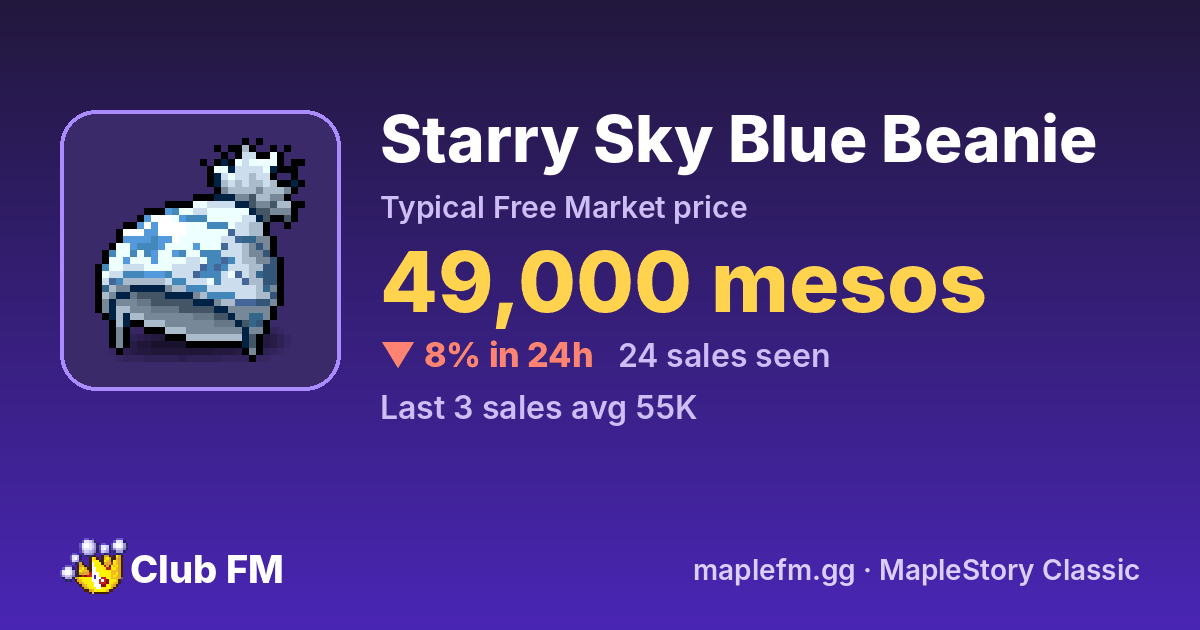 Starry Sky Blue Beanie
Typical Free Market price
49,000 mesos
▼ 8% in 24h 24 sales seen
Last 3 sales avg 55K
Club FM
maplefm.gg · MapleStory Classic